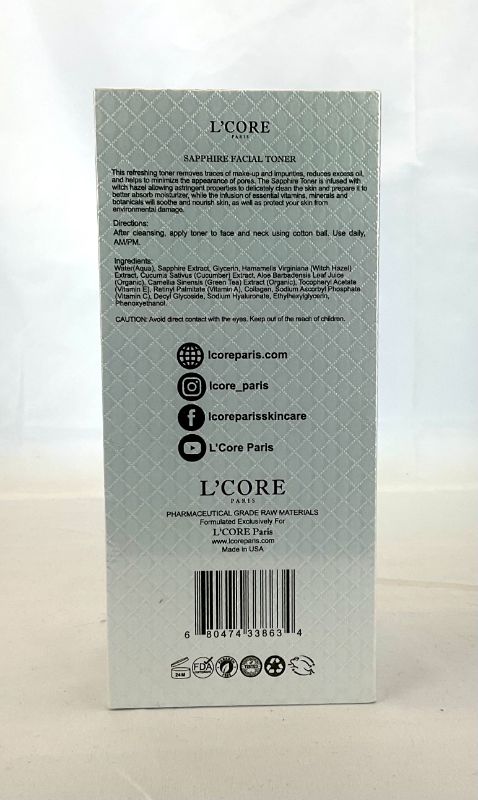 L'CORE
PARIS
SAPPHIRE FACIAL TONER
This refreshing toner removes traces of make-up and impurities, reduces excess oil,
and helps to minimize the appearance of pores. The Sapphire Toner is infused with
witch hazel allowing astringent properties to delicately clean the skin and prepare it to
better absorb moisturizer, while the infusion of essential vitamins, minerals and
botanicals will soothe and nourish skin, as well as protect your skin from
environmental damage.
Directions:
After cleansing, apply toner to face and neck using cotton ball. Use daily,
AM/PM.
Ingredients:
Water(Aqua), Sapphire Extract, Glycerin, Hamamelis Virginiana (Witch Hazel)
Extract, Cucumis Sativus (Cucumber) Extract, Aloe Barbadensis Leaf Juice
(Organic), Camellia Sinensis (Green Tea) Extract (Organic), Tocopheryl Acetate
(Vitamin E), Retinyl Palmitate (Vitamin A), Collagen, Sodium Ascorbyl Phosphate
(Vitamin C), Decyl Glycoside, Sodium Hyaluronate, Ethylhexylglycerin,
Phenoxyethanol.
CAUTION: Avoid direct contact with the eyes. Keep out of the reach of children.
lcoreparis.com
lcore_paris
lcoreparisskincare
L'Core Paris
L'CORE
PARIS
PHARMACEUTICAL GRADE RAW MATERIALS
Formulated Exclusively For
L'CORE Paris
www.lcoreparis.com
Made in USA
6 80474 33863 4
24M FDA